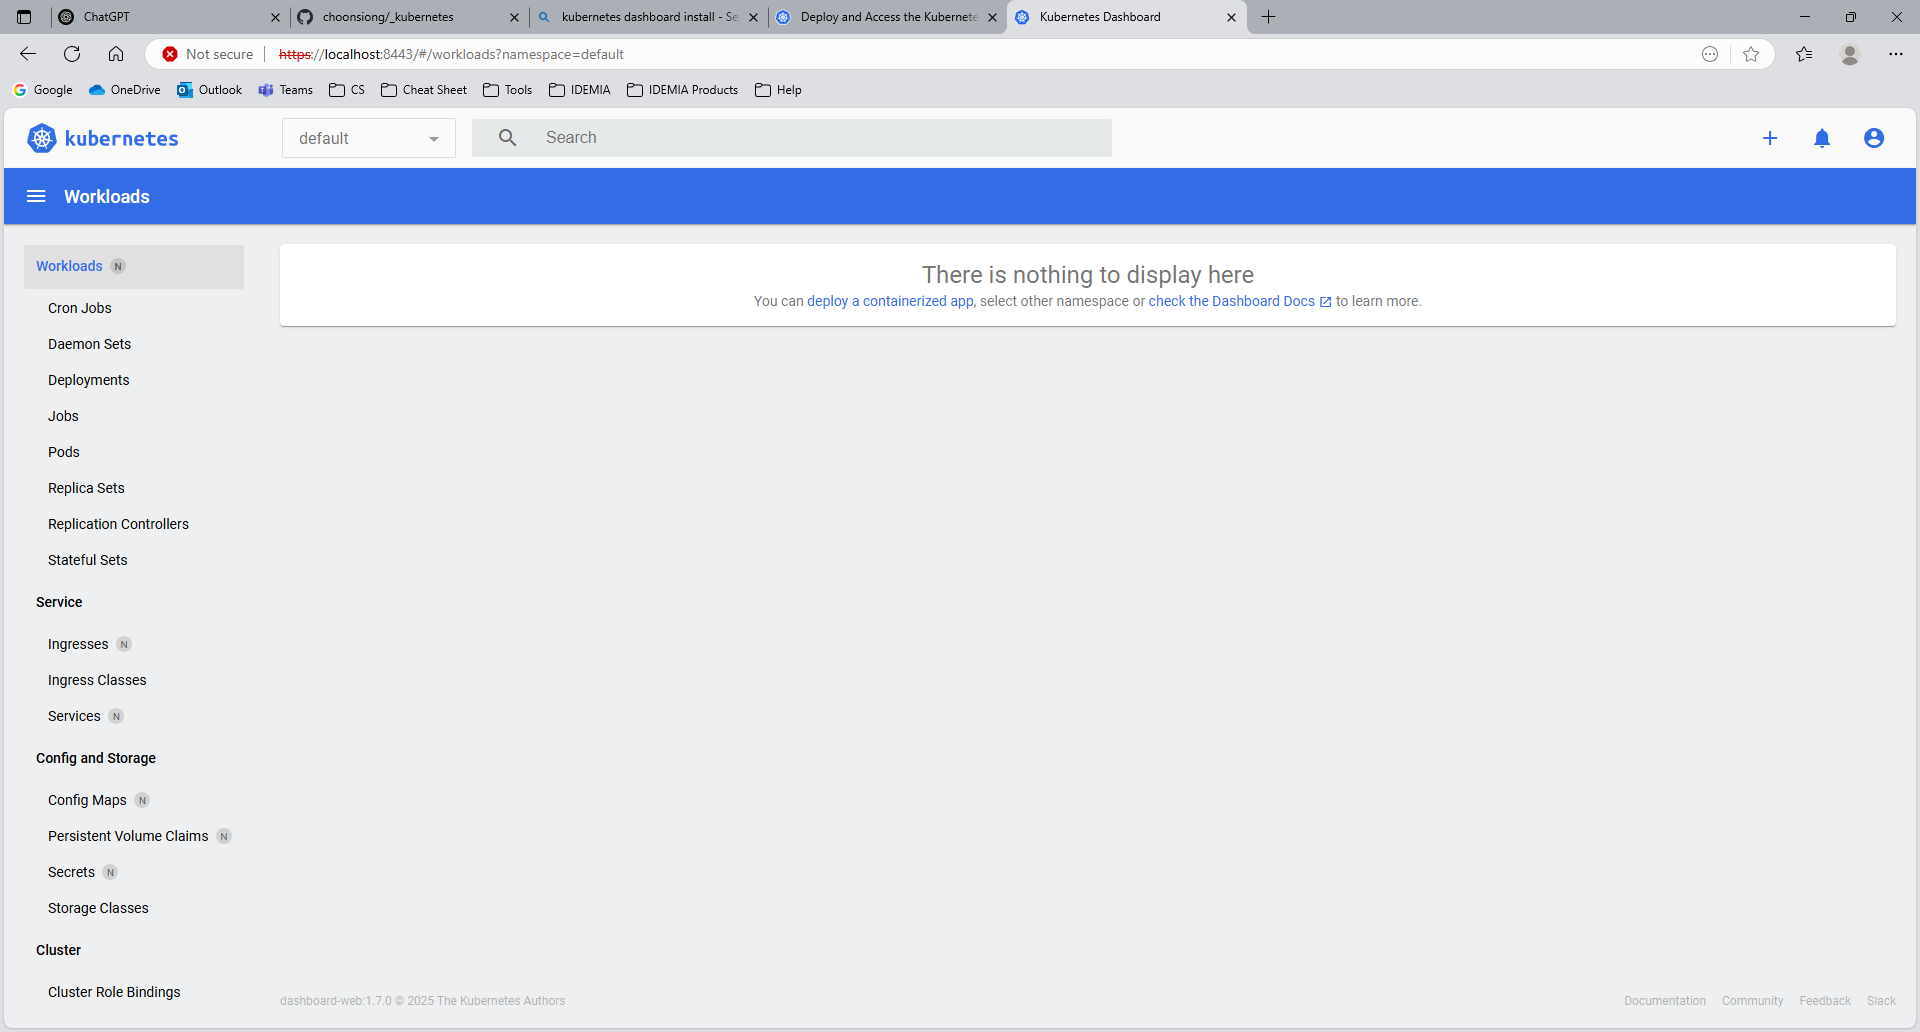 ChatGPT
choonsiong/_kubernetes
kubernetes dashboard install - Se
Deploy and Access the Kubernete
Kubernetes Dashboard
Not secure https://localhost:8443/#/workloads?namespace=default
Google OneDrive Outlook Teams CS Cheat Sheet Tools IDEMIA IDEMIA Products Help
kubernetes default Search
Workloads
Workloads N
Cron Jobs
Daemon Sets
Deployments
Jobs
Pods
Replica Sets
Replication Controllers
Stateful Sets
Service
Ingresses N
Ingress Classes
Services N
Config and Storage
Config Maps N
Persistent Volume Claims N
Secrets N
Storage Classes
Cluster
Cluster Role Bindings
There is nothing to display here
You can deploy a containerized app, select other namespace or check the Dashboard Docs to learn more.
dashboard-web:1.7.0 © 2025 The Kubernetes Authors
Documentation Community Feedback Slack